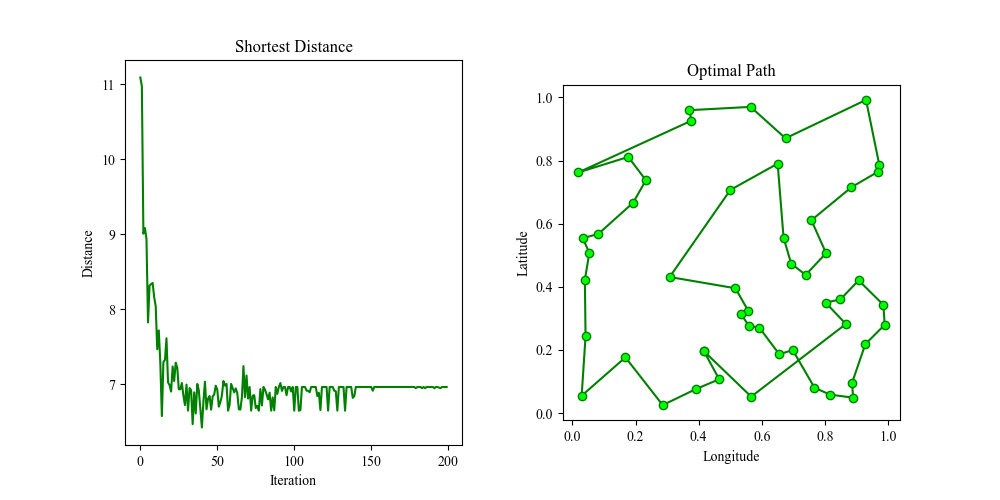 Shortest Distance
11
10
9
8
7
Distance
0 50 100 150 200
Iteration
Optimal Path
1.0
0.8
0.6
0.4
0.2
0.0
Latitude
0.0 0.2 0.4 0.6 0.8 1.0
Longitude